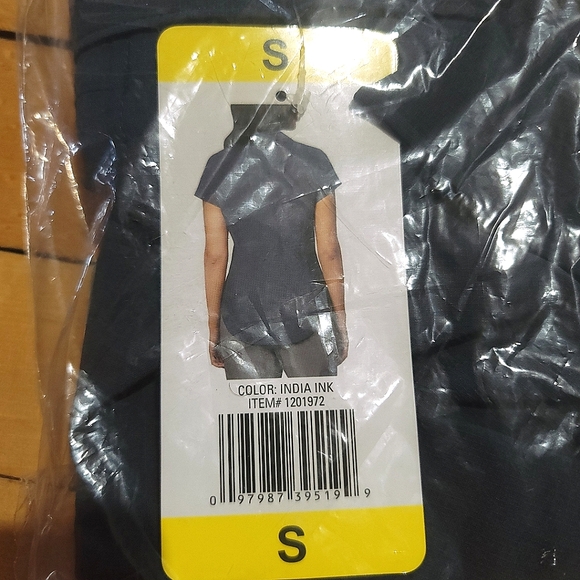 S
COLOR: INDIA INK
ITEM# 1201972
0 97987 39519 9
S